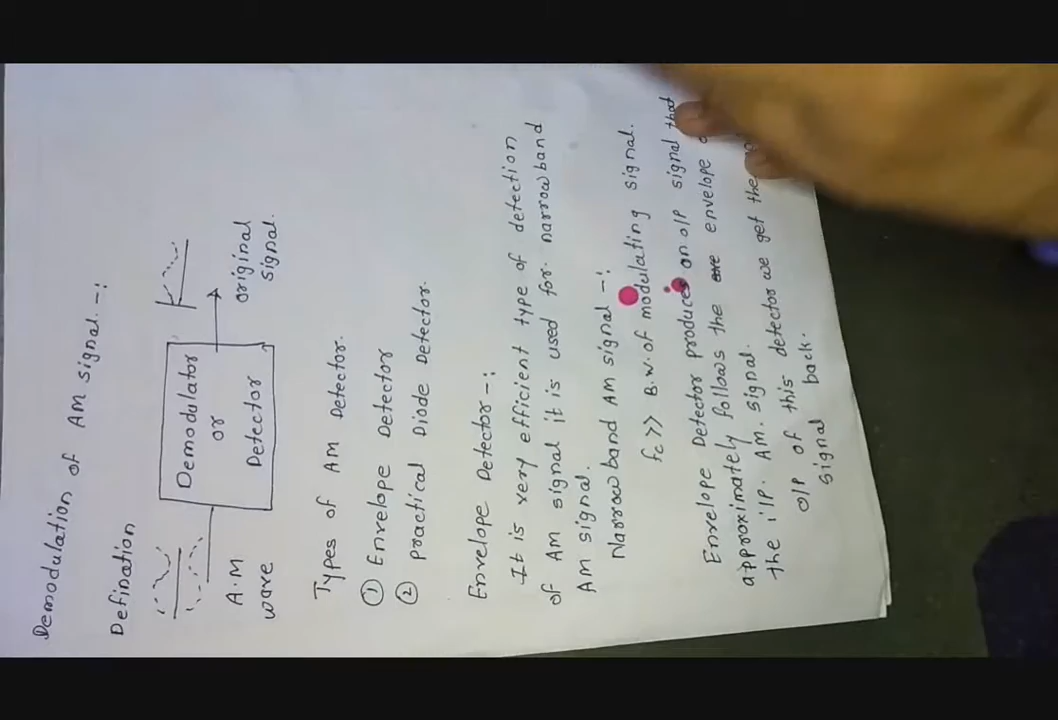 Demodulation of AM signal.-:
Defination
A.M
wave
Demodulator
or
Detector
original
signal.
Types of AM Detector.
① Envelope Detector
② practical Diode Detector.
Envelope Detector-:
It is very efficient type of detection
of AM signal it is used for. narrowband
AM signal.
Narrowband AM signal -:
fc >> B.W. of modulating signal.
Envelope Detector produces an o/p signal that
approximately follows the envelope
the i/p. AM. signal.
o/p of this detector we get the
signal back.